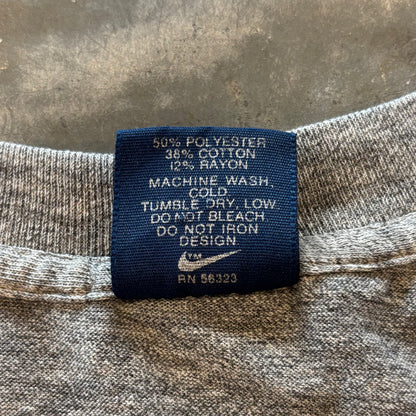 50% POLYESTER
38% COTTON
12% RAYON
MACHINE WASH,
COLD
TUMBLE DRY, LOW
DO NOT BLEACH
DO NOT IRON
DESIGN
™
RN 56323